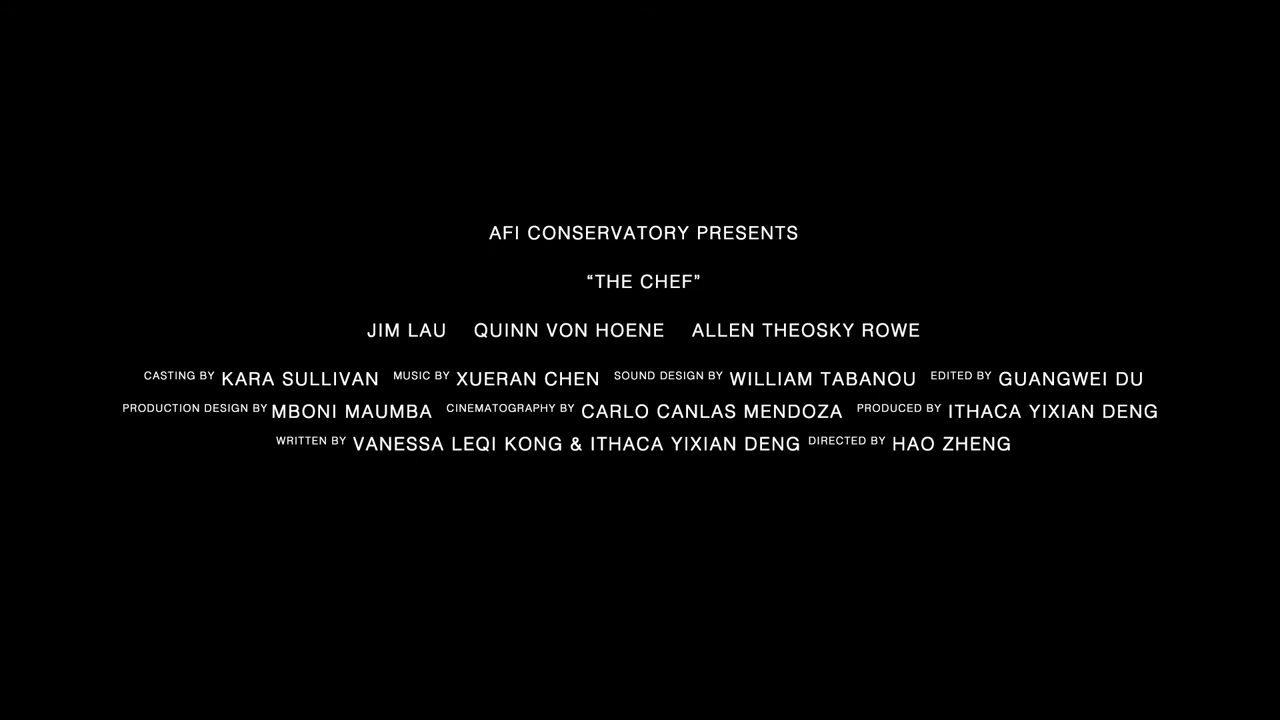 AFI CONSERVATORY PRESENTS
“THE CHEF”
JIM LAU QUINN VON HOENE ALLEN THEOSKY ROWE
CASTING BY KARA SULLIVAN MUSIC BY XUERAN CHEN SOUND DESIGN BY WILLIAM TABANOU EDITED BY GUANGWEI DU
PRODUCTION DESIGN BY MBONI MAUMBA CINEMATOGRAPHY BY CARLO CANLAS MENDOZA PRODUCED BY ITHACA YIXIAN DENG
WRITTEN BY VANESSA LEQI KONG & ITHACA YIXIAN DENG DIRECTED BY HAO ZHENG